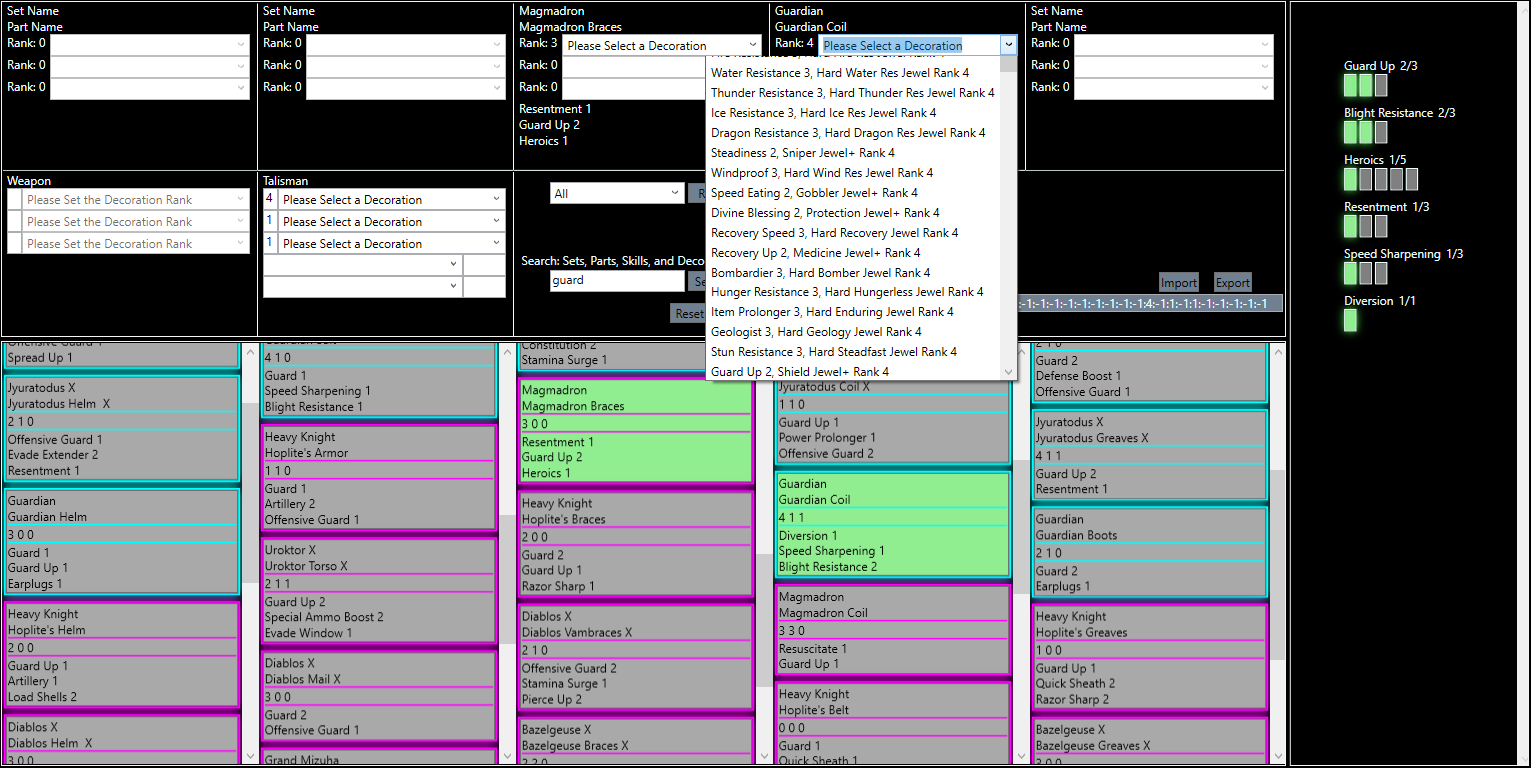 Set Name
Part Name
Rank: 0
Rank: 0
Rank: 0
Set Name
Part Name
Rank: 0
Rank: 0
Rank: 0
Magmadron
Magmadron Braces
Rank: 3 Please Select a Decoration
Rank: 0
Rank: 0
Resentment 1
Guard Up 2
Heroics 1
Guardian
Guardian Coil
Rank: 4 Please Select a Decoration
Water Resistance 3, Hard Water Res Jewel Rank 4
Thunder Resistance 3, Hard Thunder Res Jewel Rank 4
Ice Resistance 3, Hard Ice Res Jewel Rank 4
Dragon Resistance 3, Hard Dragon Res Jewel Rank 4
Steadiness 2, Sniper Jewel+ Rank 4
Windproof 3, Hard Wind Res Jewel Rank 4
Speed Eating 2, Gobbler Jewel+ Rank 4
Divine Blessing 2, Protection Jewel+ Rank 4
Recovery Speed 3, Hard Recovery Jewel Rank 4
Recovery Up 2, Medicine Jewel+ Rank 4
Bombardier 3, Hard Bomber Jewel Rank 4
Hunger Resistance 3, Hard Hungerless Jewel Rank 4
Item Prolonger 3, Hard Enduring Jewel Rank 4
Geologist 3, Hard Geology Jewel Rank 4
Stun Resistance 3, Hard Steadfast Jewel Rank 4
Guard Up 2, Shield Jewel+ Rank 4
Set Name
Part Name
Rank: 0
Rank: 0
Rank: 0
Guard Up 2/3
Blight Resistance 2/3
Heroics 1/5
Resentment 1/3
Speed Sharpening 1/3
Diversion 1/1
Weapon
Please Set the Decoration Rank
Please Set the Decoration Rank
Please Set the Decoration Rank
Talisman
4 Please Select a Decoration
1 Please Select a Decoration
1 Please Select a Decoration
All
Search: Sets, Parts, Skills, and Deco
guard
Se
Reset
Import Export
:-1:-1:-1:-1:-1:-1:-1:-1:4:-1:1:-1:1:-1:-1:-1:-1:-1
Offensive Guard 1
Spread Up 1
Jyuratodus X
Jyuratodus Helm X
2 1 0
Offensive Guard 1
Evade Extender 2
Resentment 1
Guardian
Guardian Helm
3 0 0
Guard 1
Guard Up 1
Earplugs 1
Heavy Knight
Hoplite's Helm
2 0 0
Guard Up 1
Artillery 1
Load Shells 2
Diablos X
Diablos Helm X
3 0 0
4 1 0
Guard 1
Speed Sharpening 1
Blight Resistance 1
Heavy Knight
Hoplite's Armor
1 1 0
Guard 1
Artillery 2
Offensive Guard 1
Uroktor X
Uroktor Torso X
2 1 1
Guard Up 2
Special Ammo Boost 2
Evade Window 1
Diablos X
Diablos Mail X
3 0 0
Guard 2
Offensive Guard 1
Grand Mizuha
Constitution 2
Stamina Surge 1
Magmadron
Magmadron Braces
3 0 0
Resentment 1
Guard Up 2
Heroics 1
Heavy Knight
Hoplite's Braces
2 0 0
Guard 2
Guard Up 1
Razor Sharp 1
Diablos X
Diablos Vambraces X
2 1 0
Offensive Guard 2
Stamina Surge 1
Pierce Up 2
Bazelgeuse X
Bazelgeuse Braces X
2 2 0
Jyuratodus Coil X
1 1 0
Guard Up 1
Power Prolonger 1
Offensive Guard 2
Guardian
Guardian Coil
4 1 1
Diversion 1
Speed Sharpening 1
Blight Resistance 2
Magmadron
Magmadron Coil
3 3 0
Resuscitate 1
Guard Up 1
Heavy Knight
Hoplite's Belt
0 0 0
Guard 1
Quick Sheath 1
2 1 0
Guard 2
Defense Boost 1
Offensive Guard 1
Jyuratodus X
Jyuratodus Greaves X
4 1 1
Guard Up 2
Resentment 1
Guardian
Guardian Boots
2 1 0
Guard 2
Earplugs 1
Heavy Knight
Hoplite's Greaves
1 0 0
Guard Up 1
Quick Sheath 2
Razor Sharp 2
Bazelgeuse X
Bazelgeuse Greaves X
3 0 0